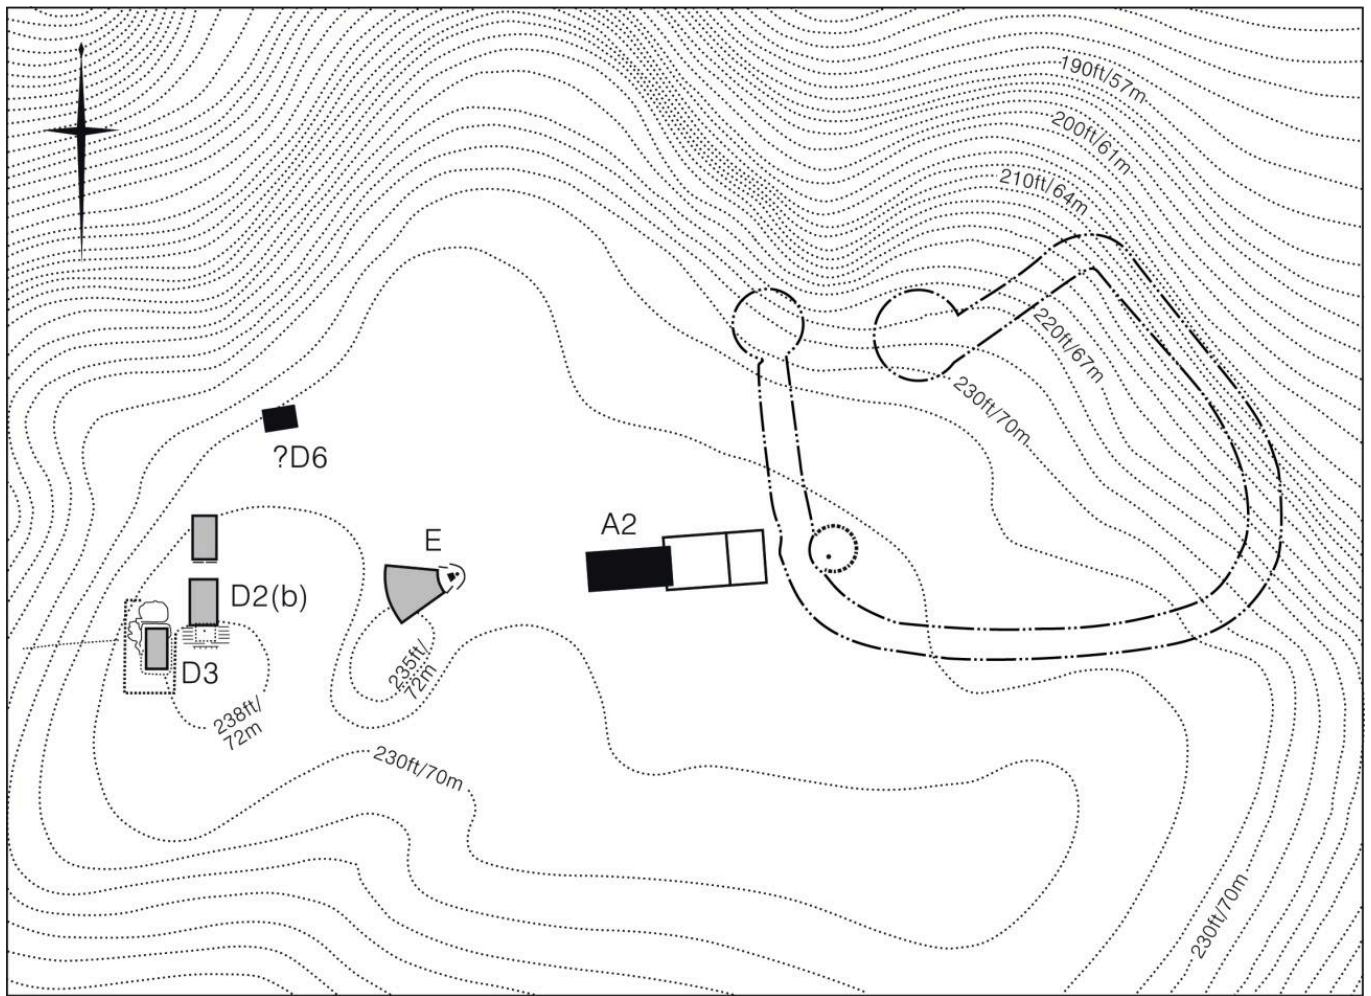 190ft/57m
200ft/61m
210ft/64m
220ft/67m
230ft/70m.
?D6
A2
E
D2(b)
D3
235ft/
72m
238ft/
72m
230ft/70m
230ft/70m